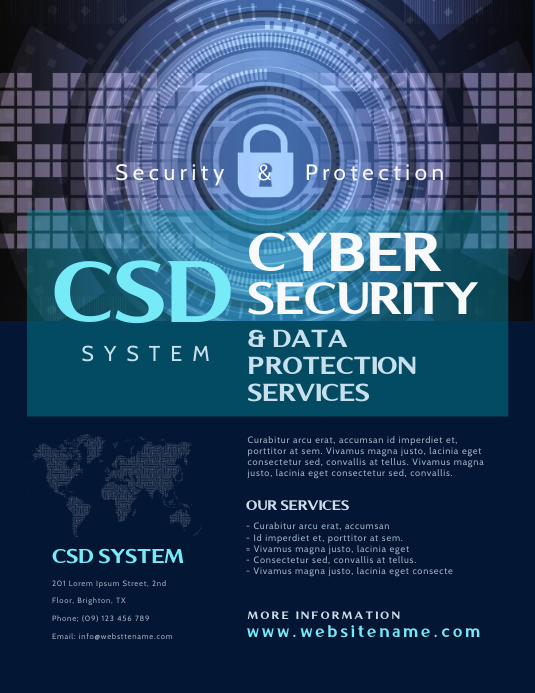 Security & Protection
CSD
SYSTEM
CYBER
SECURITY
& DATA
PROTECTION
SERVICES
Curabitur arcu erat, accumsan id imperdiet et,
porttitor at sem. Vivamus magna justo, lacinia eget
consectetur sed, convallis at tellus. Vivamus magna
justo, lacinia eget consectetur sed, convallis.
OUR SERVICES
- Curabitur arcu erat, accumsan
- Id imperdiet et, porttitor at sem.
= Vivamus magna justo, lacinia eget
- Consectetur sed, convallis at tellus.
- Vivamus magna justo, lacinia eget consecte
CSD SYSTEM
201 Lorem Ipsum Street, 2nd
Floor, Brighton, TX
Phone; (09) 123 456 789
Email: info@websttename.com
MORE INFORMATION
www.websitename.com